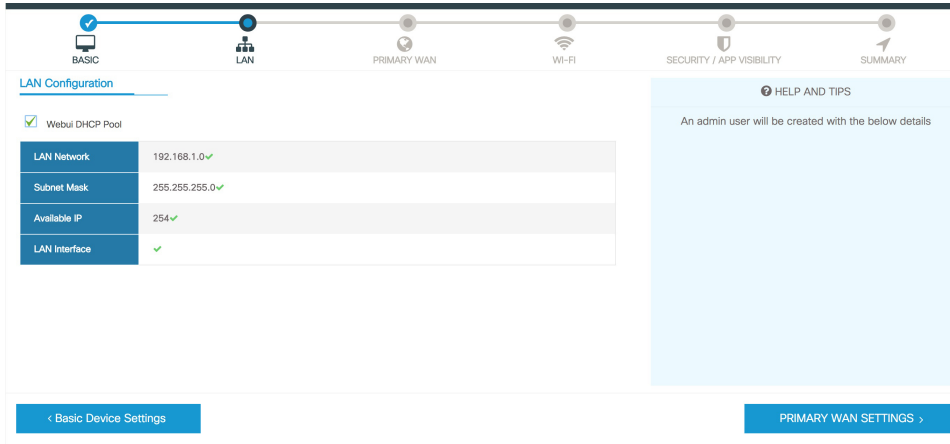 BASIC
LAN
PRIMARY WAN
WI-FI
SECURITY / APP VISIBILITY
SUMMARY
LAN Configuration
Webui DHCP Pool
LAN Network 192.168.1.0
Subnet Mask 255.255.255.0
Available IP 254
LAN Interface
HELP AND TIPS
An admin user will be created with the below details
< Basic Device Settings
PRIMARY WAN SETTINGS >